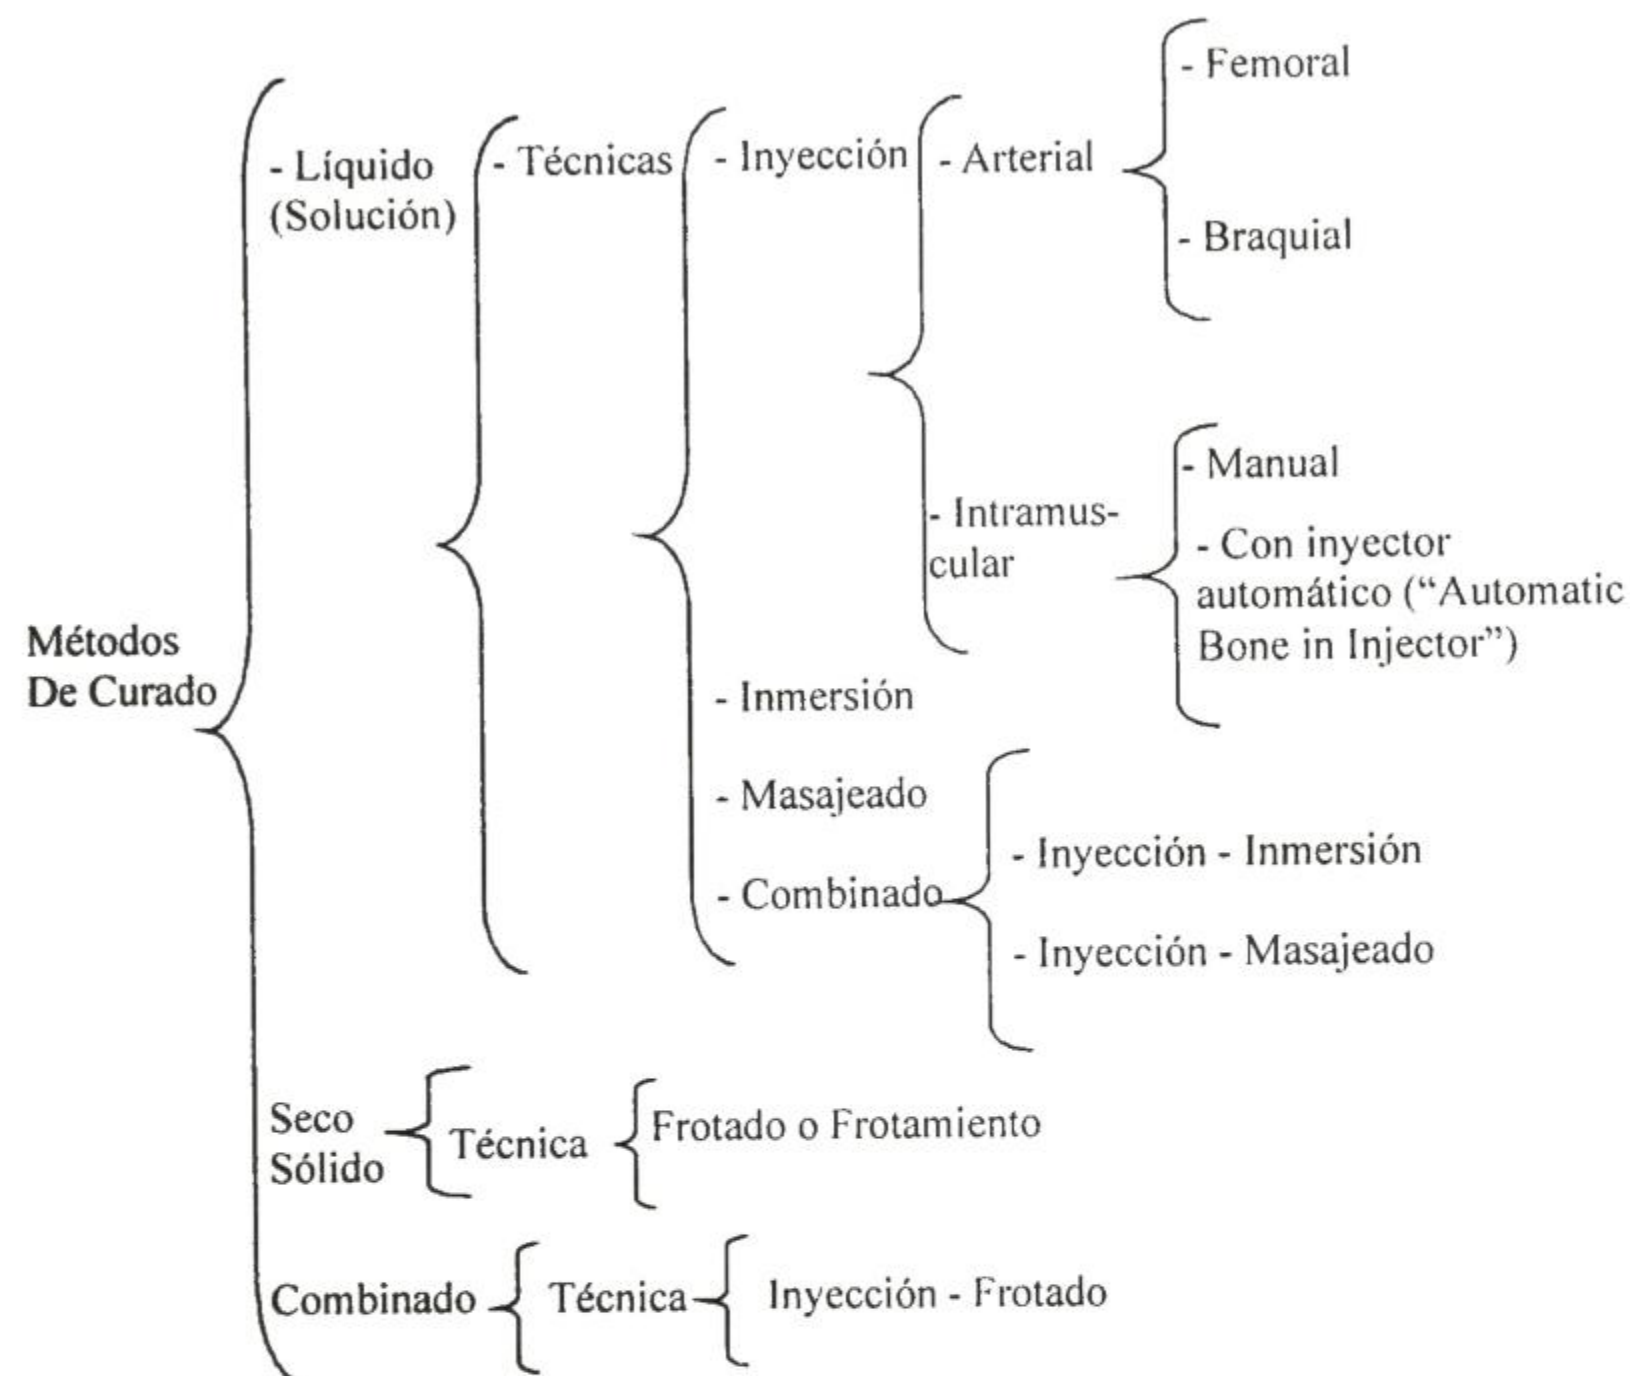 Métodos
De Curado
- Líquido
(Solución)
- Técnicas
- Inyección
- Arterial
- Femoral
- Braquial
- Intramus-
cular
- Manual
- Con inyector
automático (“Automatic
Bone in Injector”)
- Inmersión
- Masajeado
- Combinado
- Inyección - Inmersión
- Inyección - Masajeado
Seco
Sólido
Técnica
Frotado o Frotamiento
Combinado
Técnica
Inyección - Frotado